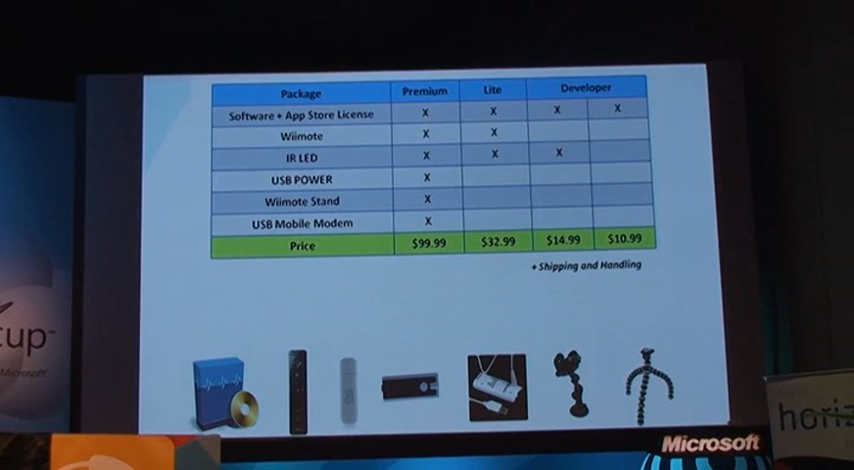 Package Premium Lite Developer
Software + App Store License X X X X
Wiimote X X
IR LED X X X
USB POWER X
Wiimote Stand X
USB Mobile Modem X
Price $99.99 $32.99 $14.99 $10.99
+ Shipping and Handling
cup™
Microsoft®
Microsoft
horiz